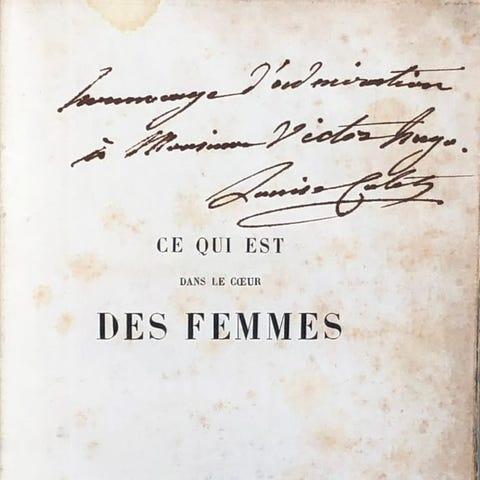 hommage d'admiration
à Monsieur Victor hugo.
Louise Colet
CE QUI EST
DANS LE CŒUR
DES FEMMES